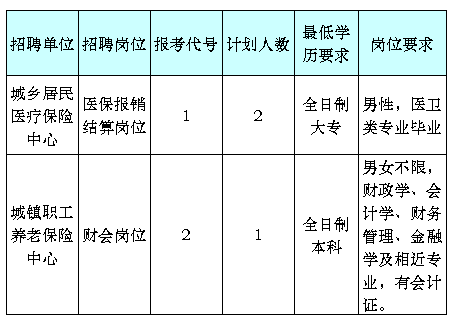 招聘单位 招聘岗位 报考代号 计划人数 最低学历要求 岗位要求
城乡居民医疗保险中心 医保报销结算岗位 1 2 全日制大专 男性，医卫类专业毕业
城镇职工养老保险中心 财会岗位 2 1 全日制本科 男女不限，财政学、会计学、财务管理、金融学及相近专业，有会计证。